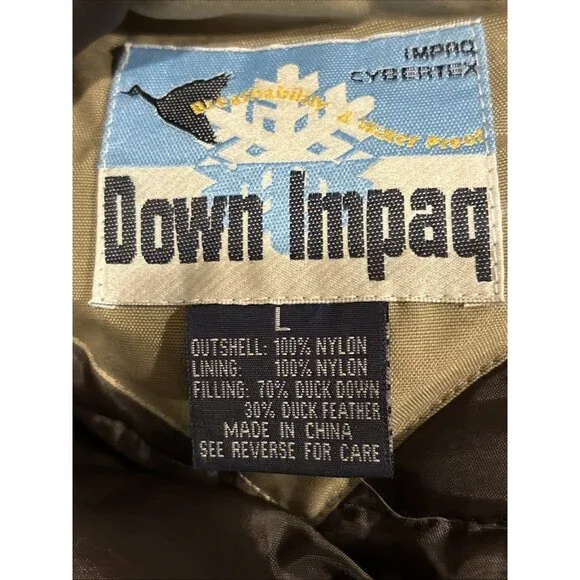 IMPAQ
CYBERTEX
Breathability & Water Proof
Down Impaq
L
OUTSHELL: 100% NYLON
LINING: 100% NYLON
FILLING: 70% DUCK DOWN
30% DUCK FEATHER
MADE IN CHINA
SEE REVERSE FOR CARE